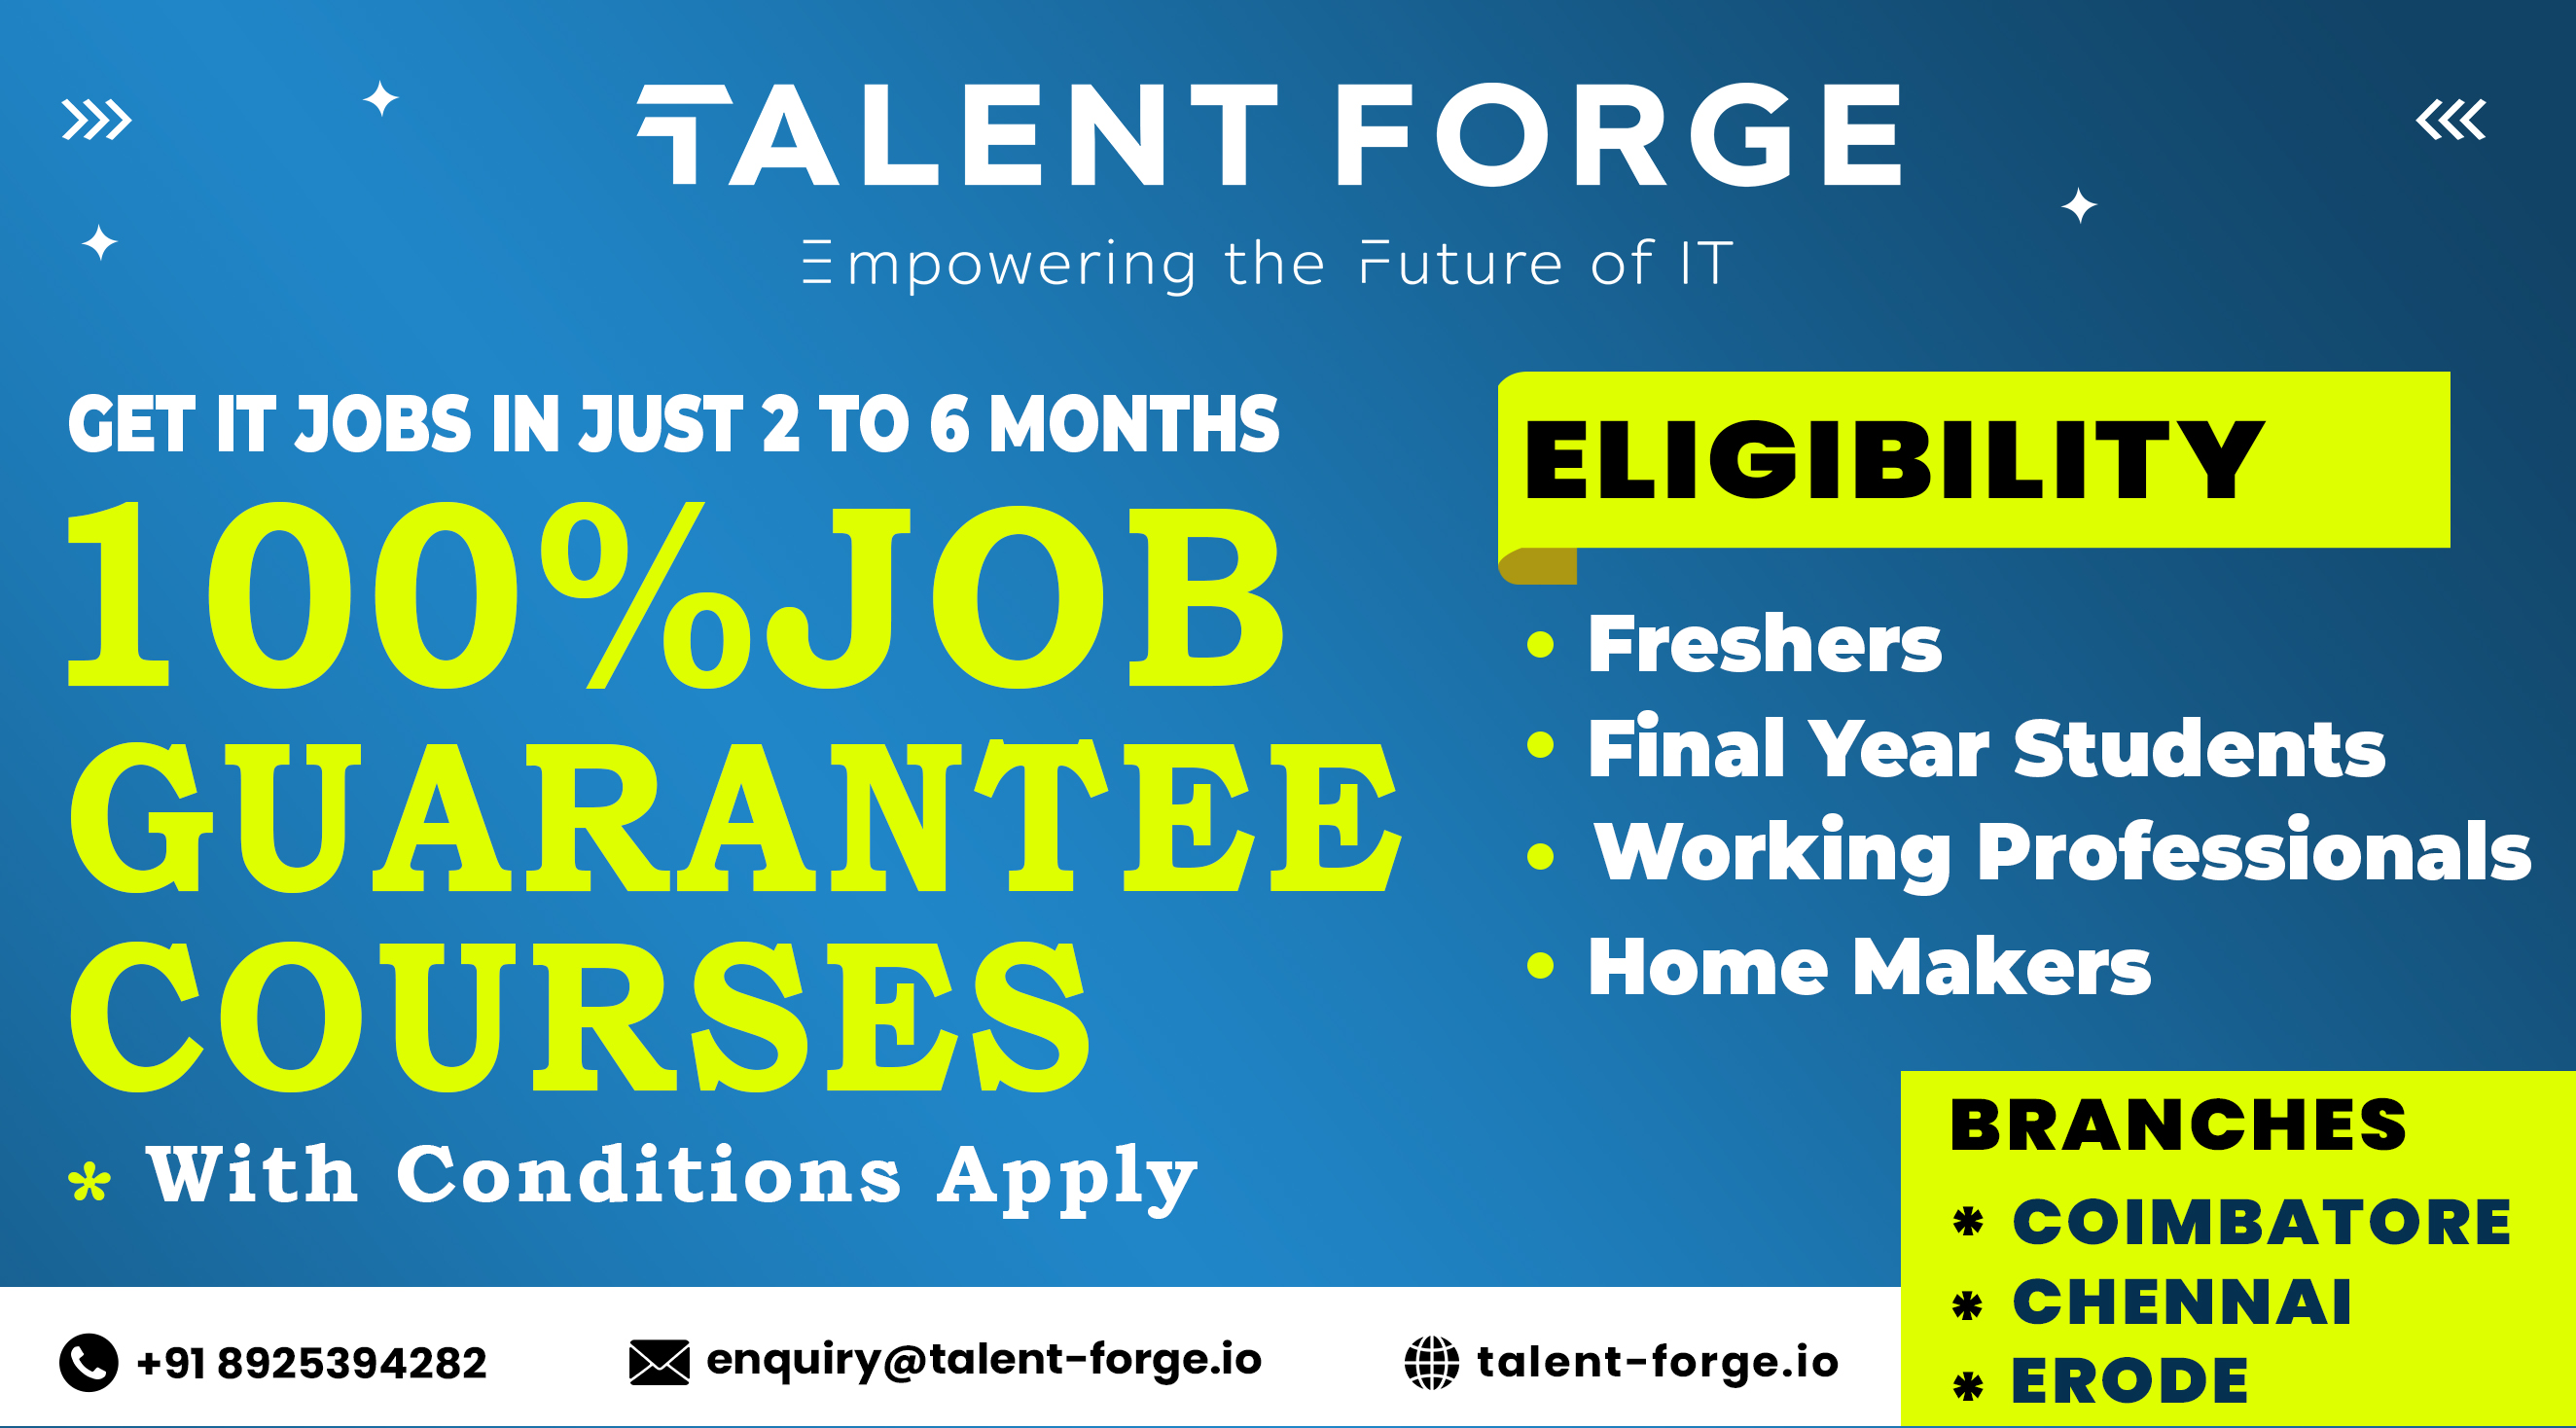 TALENT FORGE
Empowering the Future of IT
GET IT JOBS IN JUST 2 TO 6 MONTHS
100%JOB
GUARANTEE
COURSES
* With Conditions Apply
ELIGIBILITY
• Freshers
• Final Year Students
• Working Professionals
• Home Makers
BRANCHES
* COIMBATORE
* CHENNAI
* ERODE
+91 8925394282
enquiry@talent-forge.io
talent-forge.io